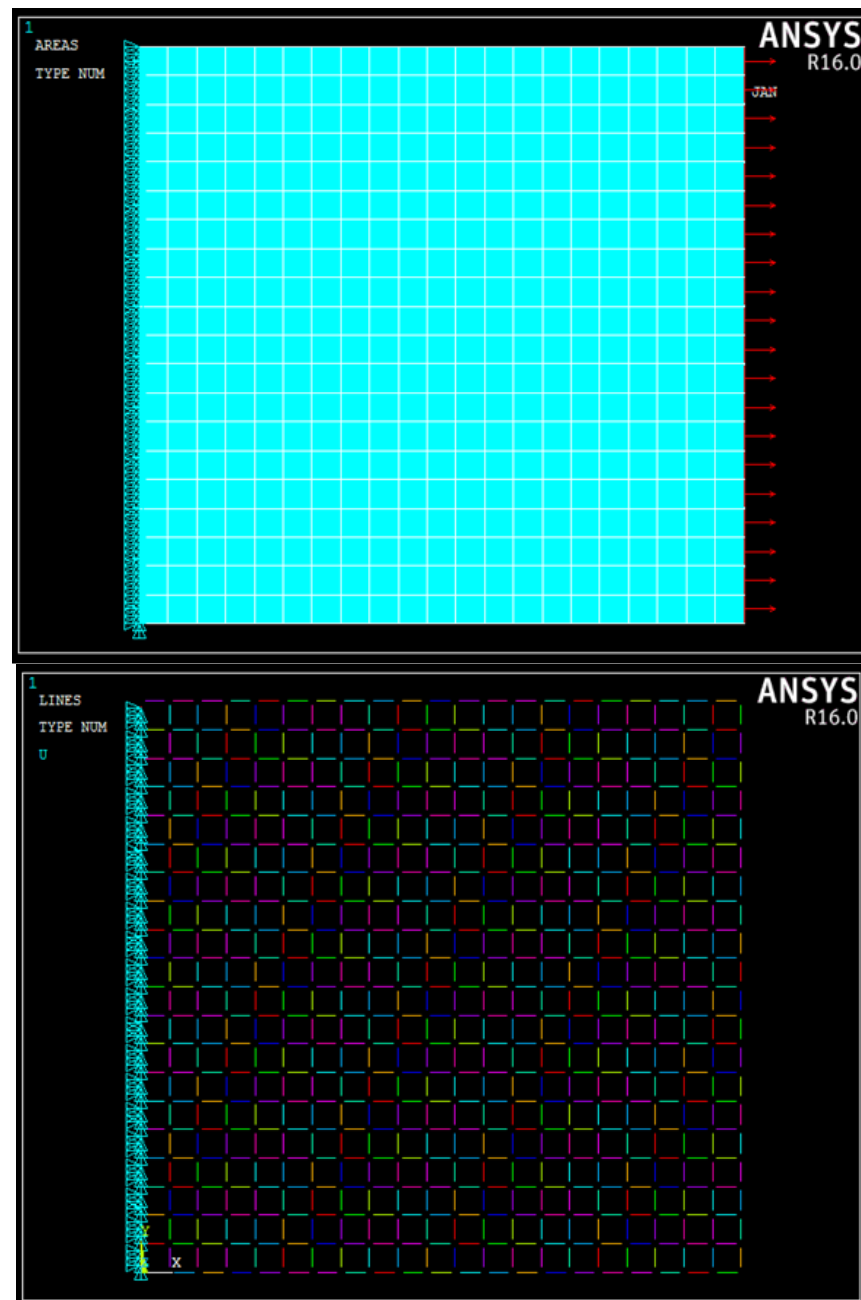 1
AREAS
TYPE NUM
ANSYS
R16.0
JAN
1
LINES
TYPE NUM
U
ANSYS
R16.0
Y
X